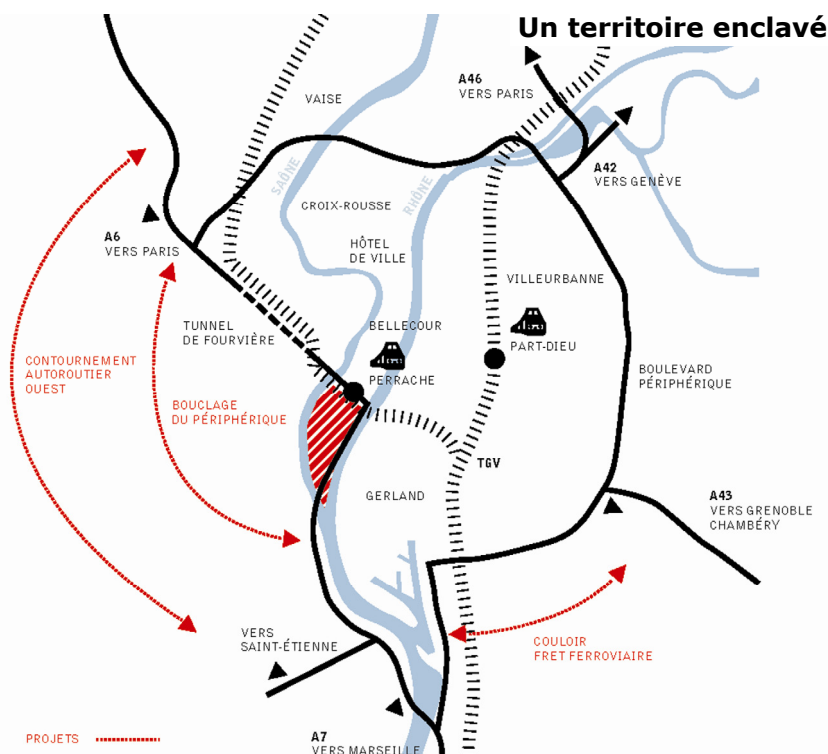 Un territoire enclavé
A46
VERS PARIS
VAISE
A42
VERS GENÈVE
SAÔNE
RHÔNE
CROIX-ROUSSE
A6
VERS PARIS
HÔTEL
DE VILLE
VILLEURBANNE
TUNNEL
DE FOURVIÈRE
BELLECOUR
PART-DIEU
CONTOURNEMENT
AUTOROUTIER
OUEST
PERRACHE
BOULEVARD
PÉRIPHÉRIQUE
BOUCLAGE
DU PÉRIPHÉRIQUE
TGV
GERLAND
A43
VERS GRENOBLE
CHAMBÉRY
VERS
SAINT-ÉTIENNE
COULOIR
FRET FERROVIAIRE
PROJETS
A7
VERS MARSEILLE